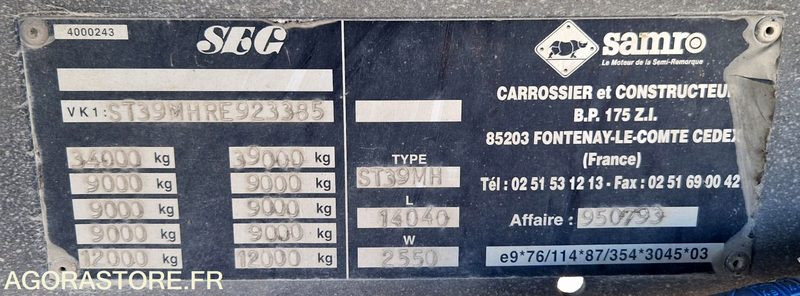 4000243
SEG
VK1: ST39MHRE923385
34000 kg 39000 kg
9000 kg 9000 kg
9000 kg 9000 kg
9000 kg 9000 kg
12000 kg 12000 kg
TYPE
ST39MH
L
14040
W
2550
samro
Le Moteur de la Semi-Remorque
CARROSSIER et CONSTRUCTEUR
B.P. 175 Z.I.
85203 FONTENAY-LE-COMTE CEDEX
(France)
Tél : 02 51 53 12 13 - Fax : 02 51 69 00 42
Affaire : 950793
e9*76/114*87/354*3045*03
AGORASTORE.FR